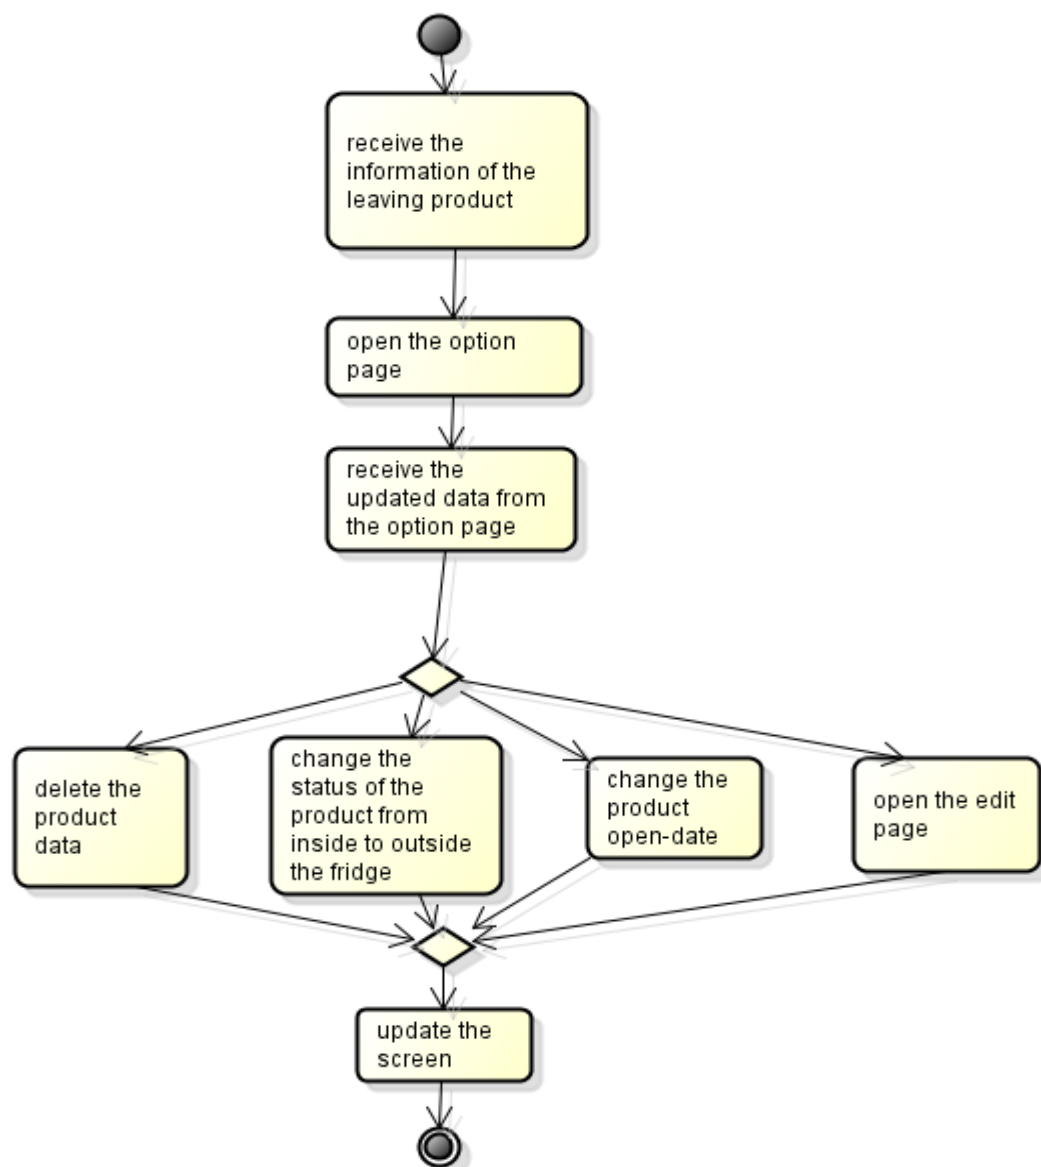 receive the
information of the
leaving product
open the option
page
receive the
updated data from
the option page
delete the
product
data
change the
status of the
product from
inside to outside
the fridge
change the
product
open-date
open the edit
page
update the
screen